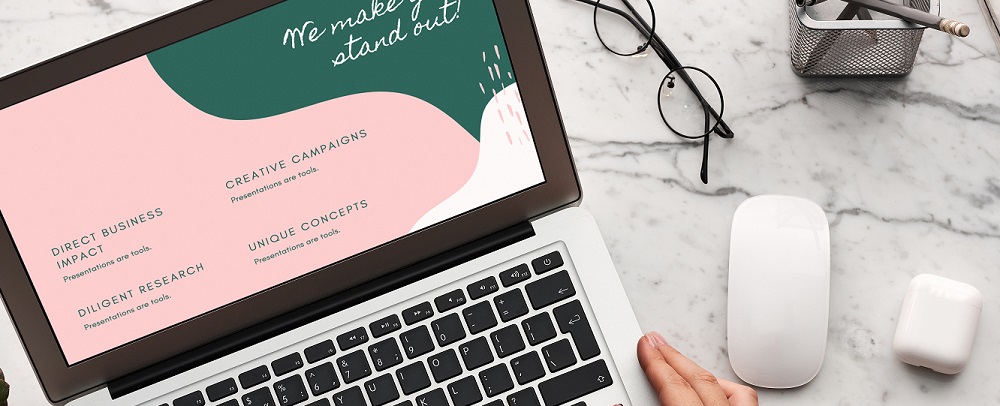 We make
stand out!
CREATIVE CAMPAIGNS
Presentations are tools.
DIRECT BUSINESS
IMPACT
Presentations are tools.
UNIQUE CONCEPTS
Presentations are tools.
DILIGENT RESEARCH
Presentations are tools.